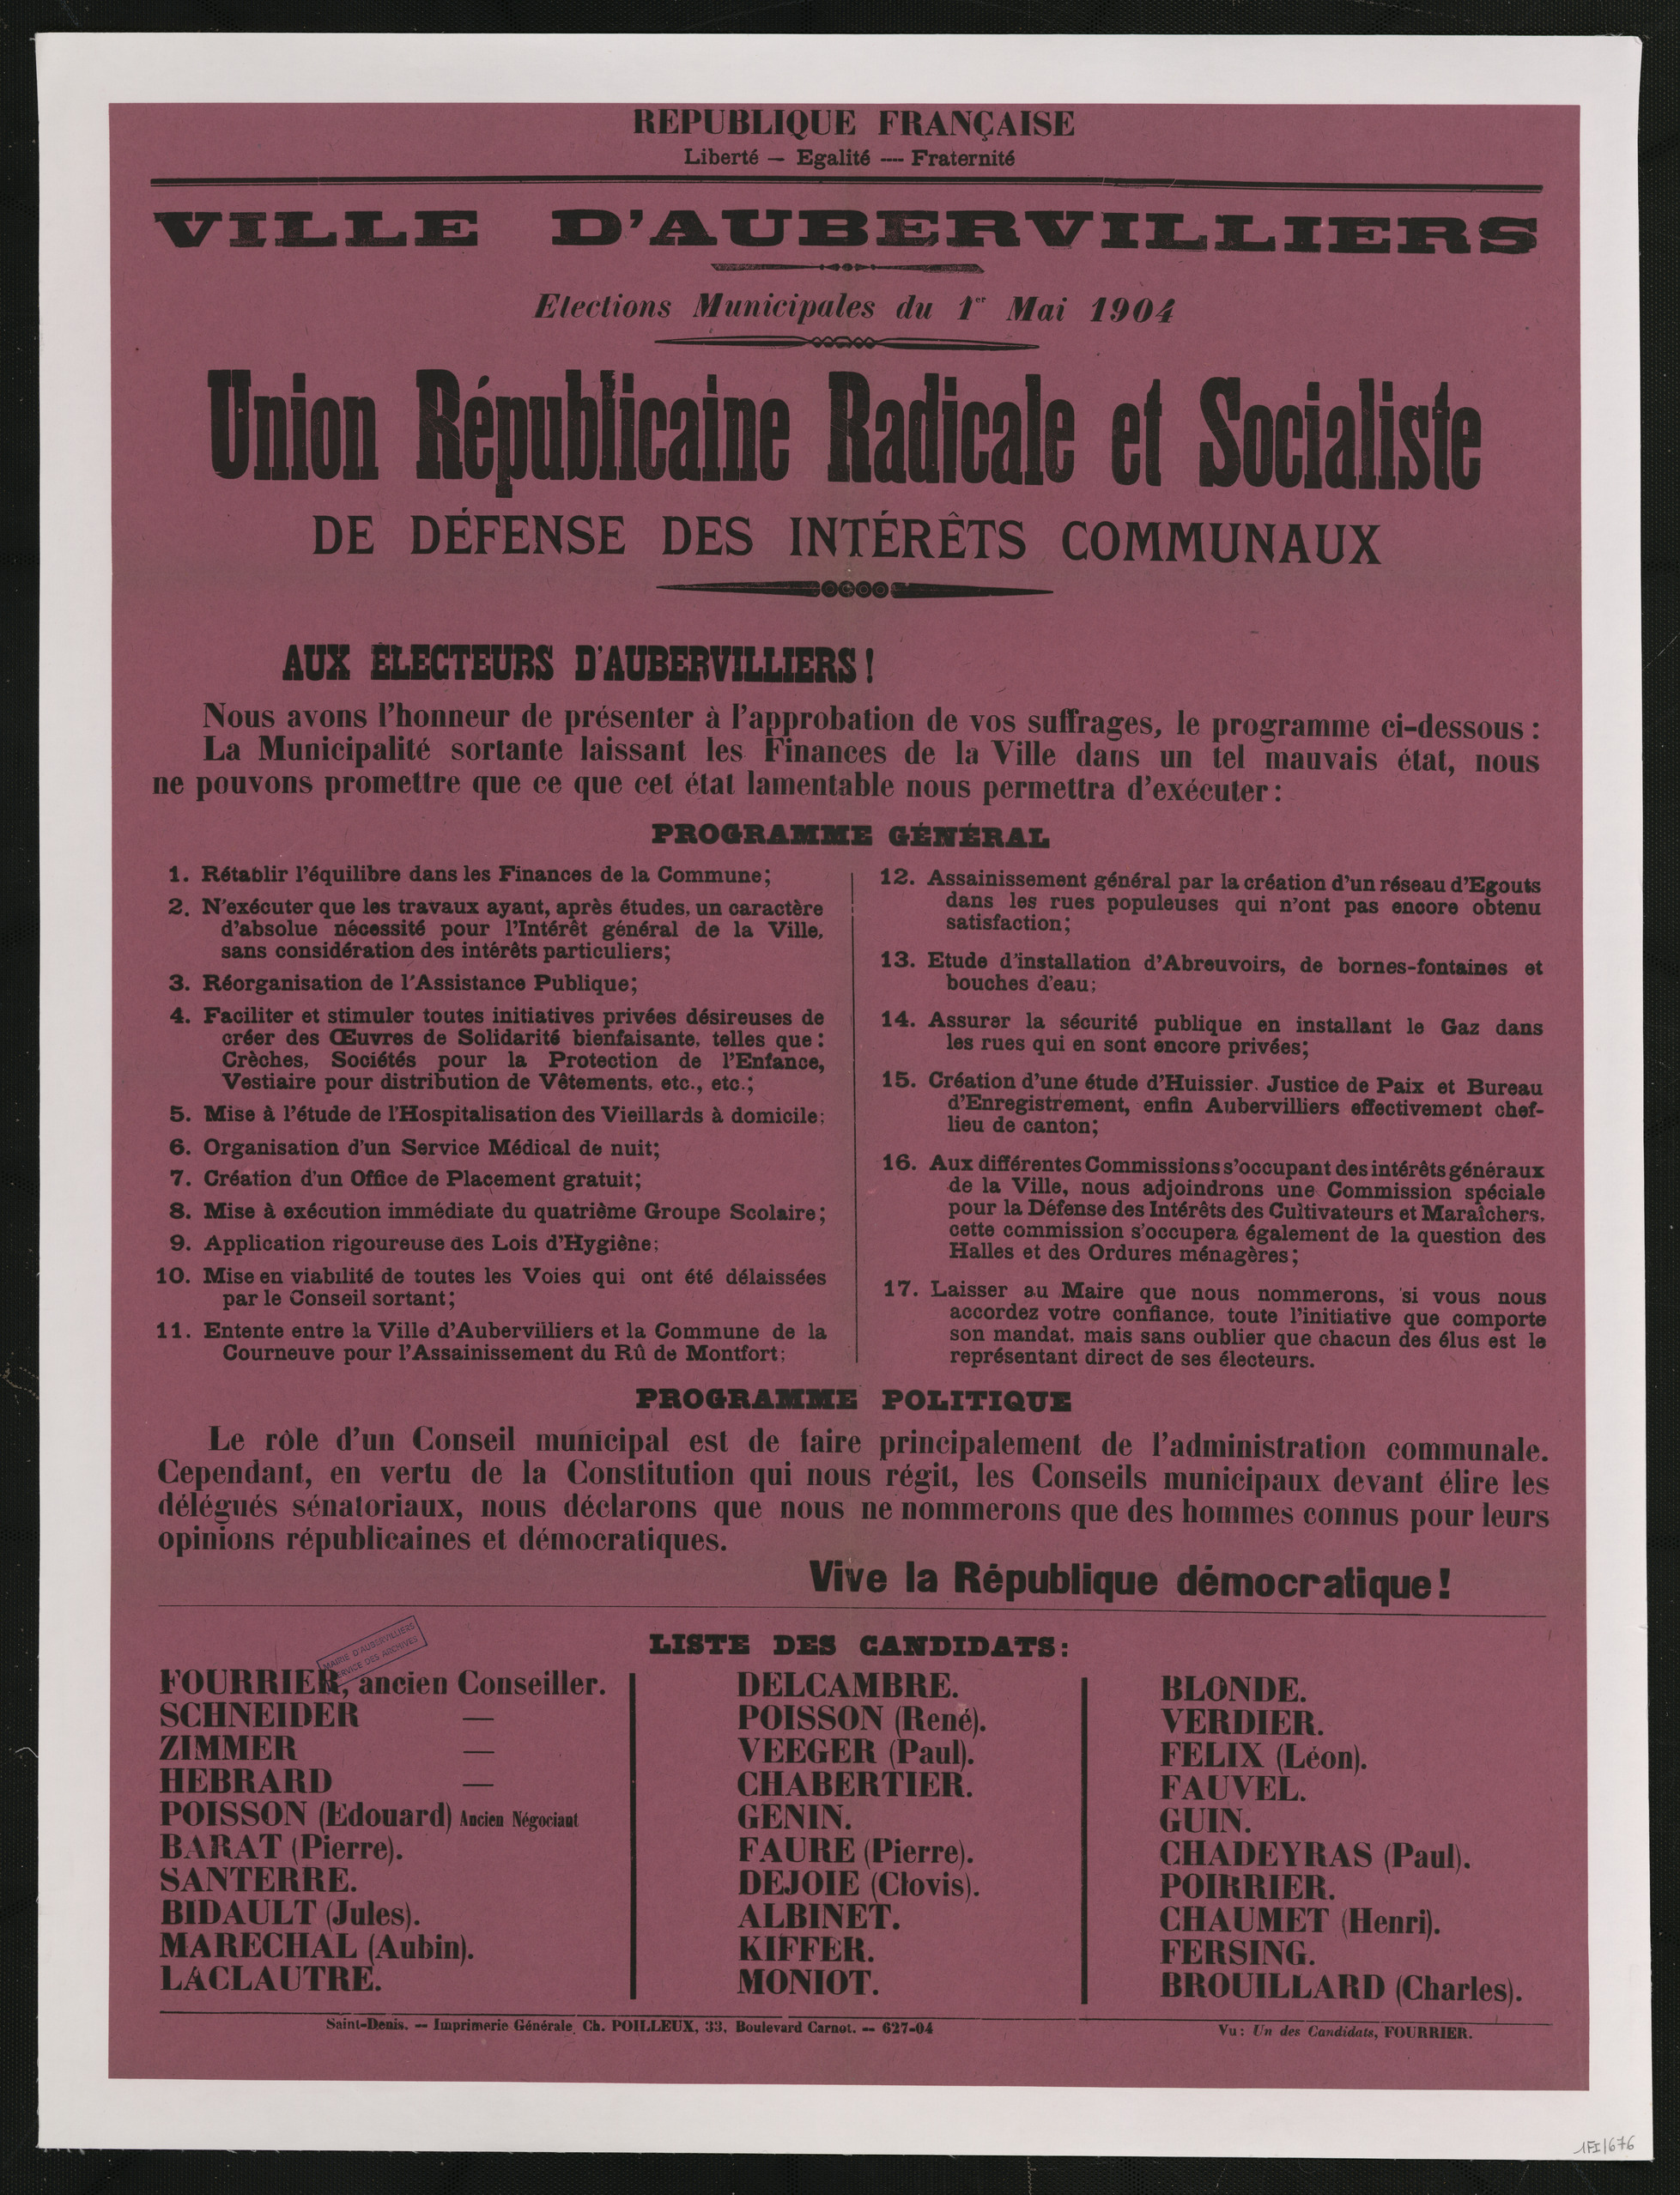 REPUBLIQUE FRANÇAISE
Liberté — Egalité — Fraternité
VILLE D'AUBERVILLIERS
Elections Municipales du 1er Mai 1904
Union Républicaine Radicale et Socialiste
DE DÉFENSE DES INTÉRÊTS COMMUNAUX
AUX ÉLECTEURS D'AUBERVILLIERS !
Nous avons l'honneur de présenter à l'approbation de vos suffrages, le programme ci-dessous :
La Municipalité sortante laissant les Finances de la Ville dans un tel mauvais état, nous
ne pouvons promettre que ce que cet état lamentable nous permettra d'exécuter :
PROGRAMME GÉNÉRAL
1. Rétablir l'équilibre dans les Finances de la Commune;
2. N'exécuter que les travaux ayant, après études, un caractère
d'absolue nécessité pour l'Intérêt général de la Ville,
sans considération des intérêts particuliers;
3. Réorganisation de l'Assistance Publique;
4. Faciliter et stimuler toutes initiatives privées désireuses de
créer des Œuvres de Solidarité bienfaisante, telles que :
Crèches, Sociétés pour la Protection de l'Enfance,
Vestiaire pour distribution de Vêtements, etc., etc.;
5. Mise à l'étude de l'Hospitalisation des Vieillards à domicile;
6. Organisation d'un Service Médical de nuit;
7. Création d'un Office de Placement gratuit;
8. Mise à exécution immédiate du quatrième Groupe Scolaire;
9. Application rigoureuse des Lois d'Hygiène;
10. Mise en viabilité de toutes les Voies qui ont été délaissées
par le Conseil sortant;
11. Entente entre la Ville d'Aubervilliers et la Commune de la
Courneuve pour l'Assainissement du Rû de Montfort;
12. Assainissement général par la création d'un réseau d'Egouts
dans les rues populeuses qui n'ont pas encore obtenu
satisfaction;
13. Etude d'installation d'Abreuvoirs, de bornes-fontaines et
bouches d'eau;
14. Assurer la sécurité publique en installant le Gaz dans
les rues qui en sont encore privées;
15. Création d'une étude d'Huissier. Justice de Paix et Bureau
d'Enregistrement, enfin Aubervilliers effectivement chef-
lieu de canton;
16. Aux différentes Commissions s'occupant des intérêts généraux
de la Ville, nous adjoindrons une Commission spéciale
pour la Défense des Intérêts des Cultivateurs et Maraîchers,
cette commission s'occupera également de la question des
Halles et des Ordures ménagères;
17. Laisser au Maire que nous nommerons, si vous nous
accordez votre confiance, toute l'initiative que comporte
son mandat, mais sans oublier que chacun des élus est le
représentant direct de ses électeurs.
PROGRAMME POLITIQUE
Le rôle d'un Conseil municipal est de faire principalement de l'administration communale.
Cependant, en vertu de la Constitution qui nous régit, les Conseils municipaux devant élire les
délégués sénatoriaux, nous déclarons que nous ne nommerons que des hommes connus pour leurs
opinions républicaines et démocratiques.
Vive la République démocratique !
MAIRIE D'AUBERVILLIERS
SERVICE DES ARCHIVES
LISTE DES CANDIDATS :
FOURRIER, ancien Conseiller.
SCHNEIDER —
ZIMMER —
HEBRARD —
POISSON (Edouard) Ancien Négociant
BARAT (Pierre).
SANTERRE.
BIDAULT (Jules).
MARECHAL (Aubin).
LACLAUTRE.
DELCAMBRE.
POISSON (René).
VEEGER (Paul).
CHABERTIER.
GENIN.
FAURE (Pierre).
DEJOIE (Clovis).
ALBINET.
KIFFER.
MONIOT.
BLONDE.
VERDIER.
FELIX (Léon).
FAUVEL.
GUIN.
CHADEYRAS (Paul).
POIRRIER.
CHAUMET (Henri).
FERSING.
BROUILLARD (Charles).
Saint-Denis. — Imprimerie Générale, Ch. POILLEUX, 33, Boulevard Carnot. — 627-04
Vu : Un des Candidats, FOURRIER.
1FI/676